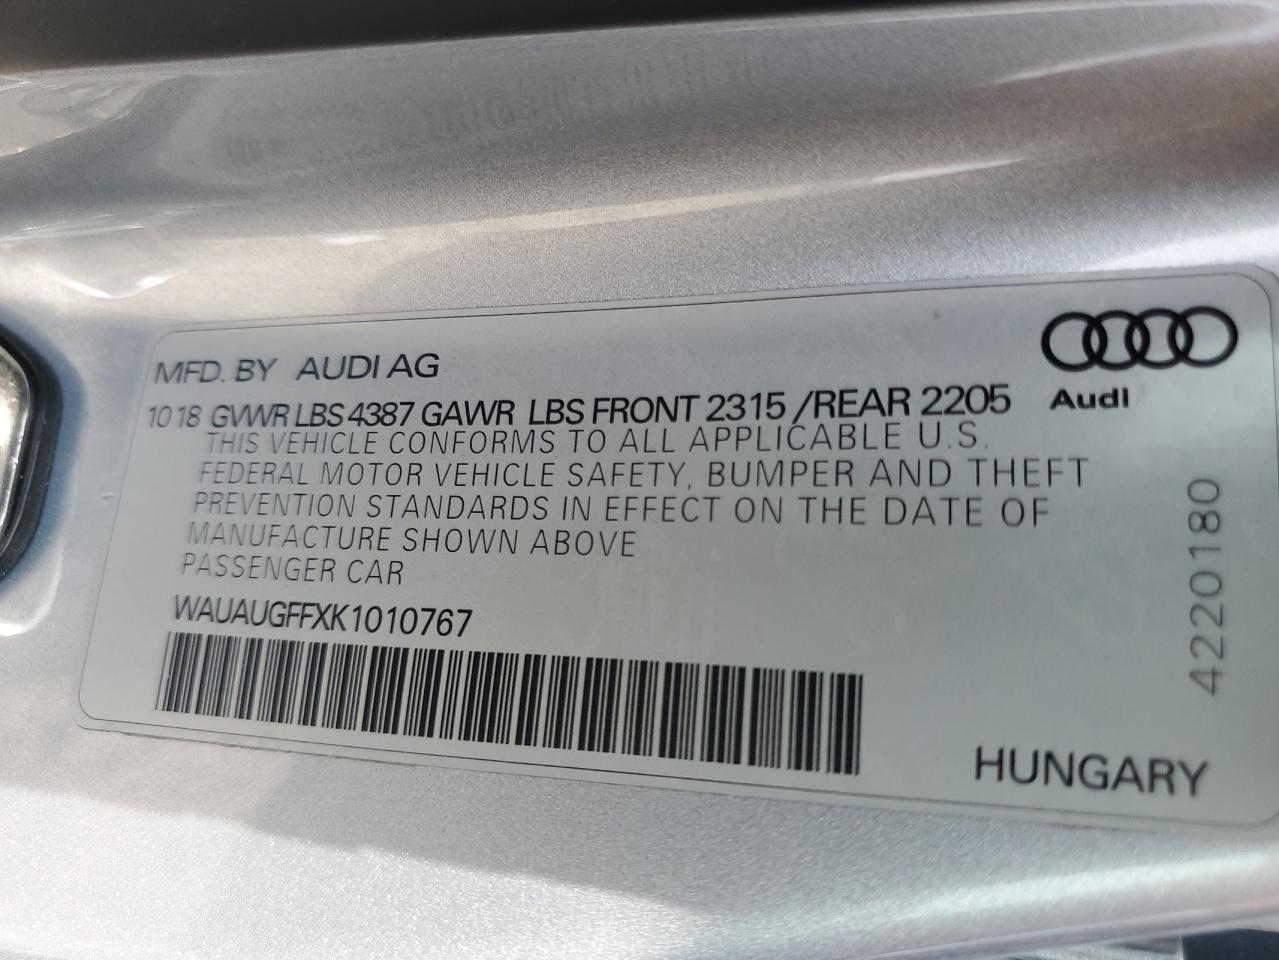 MFD. BY AUDI AG
Audi
10 18 GVWR LBS 4387 GAWR LBS FRONT 2315 /REAR 2205
THIS VEHICLE CONFORMS TO ALL APPLICABLE U.S.
FEDERAL MOTOR VEHICLE SAFETY, BUMPER AND THEFT
PREVENTION STANDARDS IN EFFECT ON THE DATE OF
MANUFACTURE SHOWN ABOVE
PASSENGER CAR
WAUAUGFFXK1010767
4220180
HUNGARY